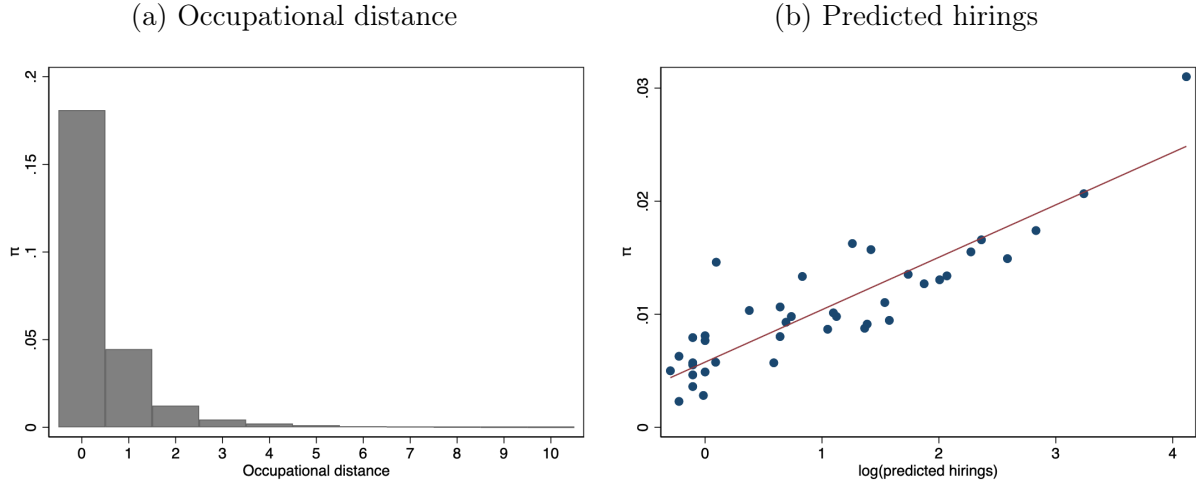 (a) Occupational distance
(b) Predicted hirings
.2
.15
.1
.05
0
π
0 1 2 3 4 5 6 7 8 9 10
Occupational distance
.03
.02
.01
0
π
0 1 2 3 4
log(predicted hirings)